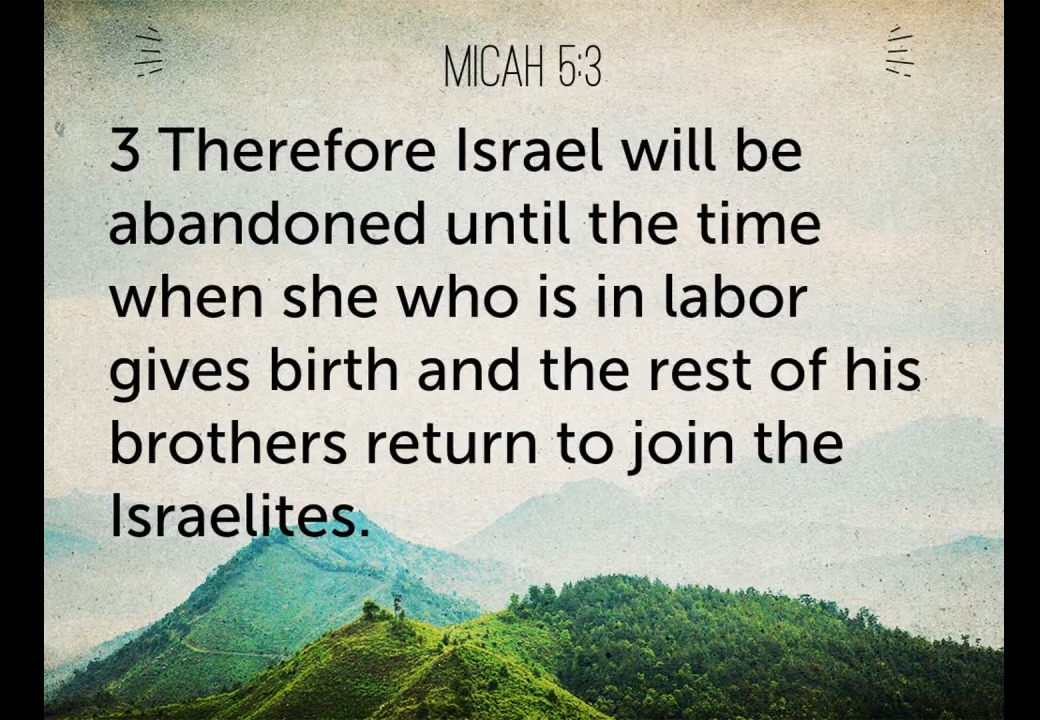 MICAH 5:3
3 Therefore Israel will be
abandoned until the time
when she who is in labor
gives birth and the rest of his
brothers return to join the
Israelites.